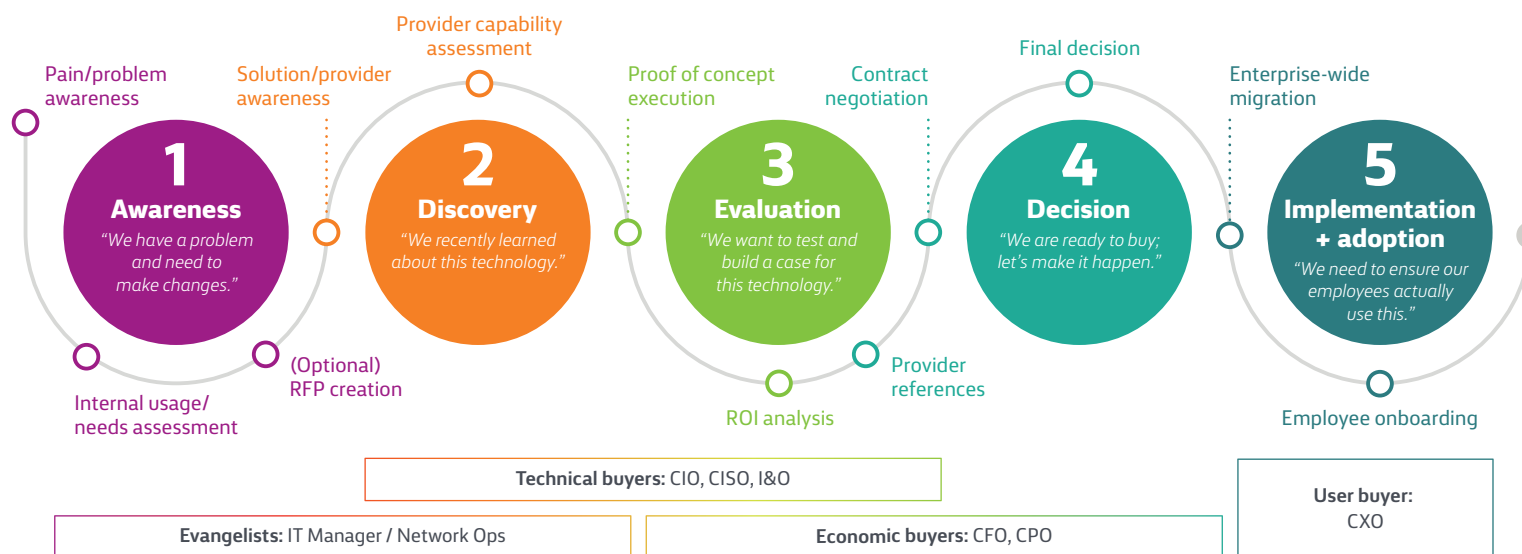 Provider capability
assessment
Final decision
Pain/problem
awareness
Solution/provider
awareness
Proof of concept
execution
Contract
negotiation
Enterprise-wide
migration
1
Awareness
“We have a problem
and need to
make changes.”
2
Discovery
“We recently learned
about this technology.”
3
Evaluation
“We want to test and
build a case for
this technology.”
4
Decision
“We are ready to buy;
let’s make it happen.”
5
Implementation
+ adoption
“We need to ensure our
employees actually
use this.”
Internal usage/
needs assessment
(Optional)
RFP creation
ROI analysis
Provider
references
Employee onboarding
Technical buyers: CIO, CISO, I&O
Evangelists: IT Manager / Network Ops
Economic buyers: CFO, CPO
User buyer:
CXO